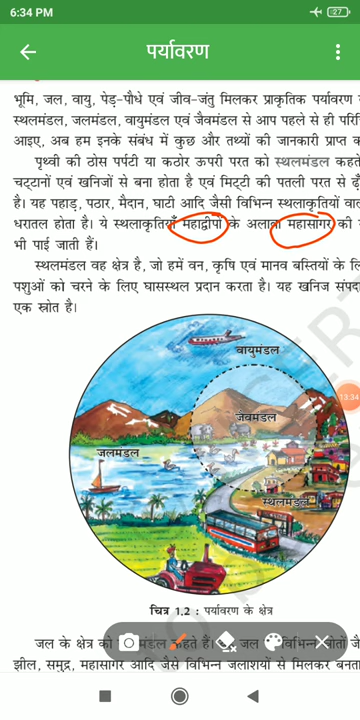 6:34 PM
27
पर्यावरण
भूमि, जल, वायु, पेड़-पौधे एवं जीव-जंतु मिलकर प्राकृतिक पर्यावरण
स्थलमंडल, जलमंडल, वायुमंडल एवं जैवमंडल से आप पहले से ही परि
आइए, अब हम इनके संबंध में कुछ और तथ्यों की जानकारी प्राप्त क
पृथ्वी की ठोस पर्पटी या कठोर ऊपरी परत को स्थलमंडल कहते
चट्टानों एवं खनिजों से बना होता है एवं मिट्टी की पतली परत से ढँ
है। यह पहाड़, पठार, मैदान, घाटी आदि जैसी विभिन्न स्थलाकृतियों वाल
धरातल होता है। ये स्थलाकृतियाँ महाद्वीपों के अलावा महासागर की
भी पाई जाती हैं।
स्थलमंडल वह क्षेत्र है, जो हमें वन, कृषि एवं मानव बस्तियों के लि
पशुओं को चरने के लिए घासस्थल प्रदान करता है। यह खनिज संपद
एक स्रोत है।
वायुमंडल
जैवमंडल
13:34
जलमंडल
स्थलमंडल
चित्र 1.2 : पर्यावरण के क्षेत्र
जल के क्षेत्र को मंडल कहते हैं। जल विभिन्न स्रोतों जै
झील, समुद्र, महासागर आदि जैसे विभिन्न जलाशयों से मिलकर बनता